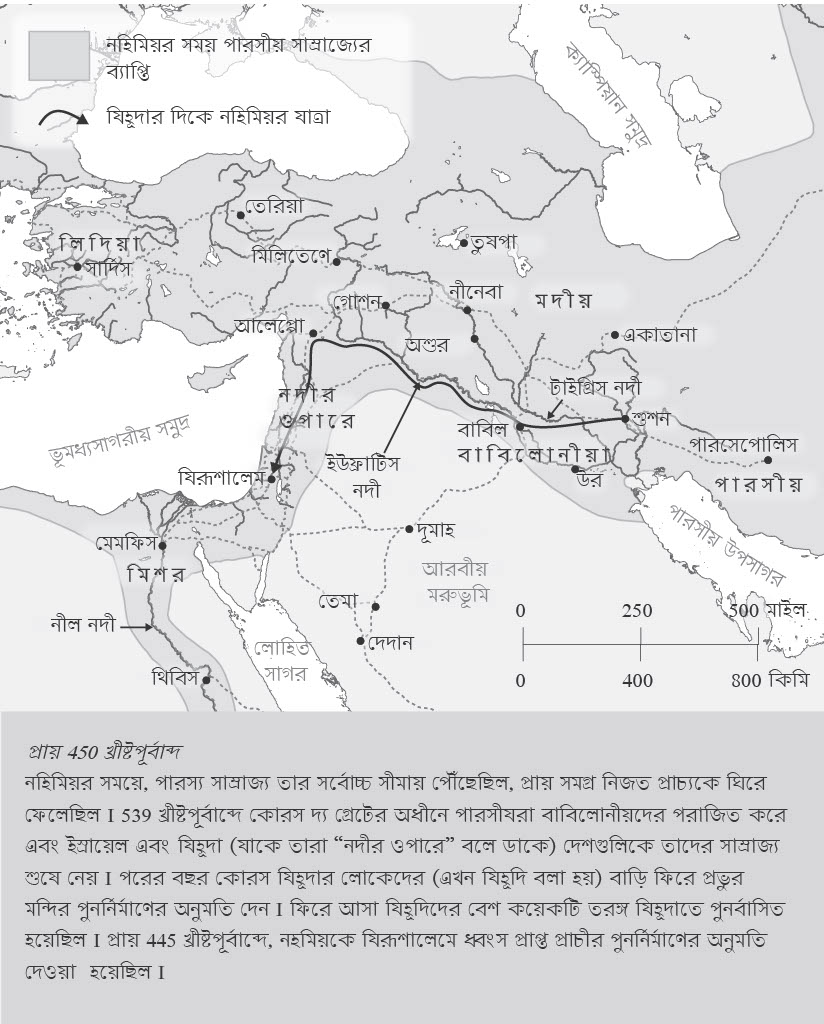 নহিমিয়র সময় পারসীয় সাম্রাজ্যের
ব্যাপ্তি
যিহূদার দিকে নহিমিয়র যাত্রা
ক্যাস্পিয়ান সমুদ্র
তেরিয়া
লিদিয়া
সার্দিস
মিলিতেণে
তুষপা
গোশন
নীনেবা
মদীয়
আলেপ্পো
অশুর
একাতানা
নদীর
ওপারে
টাইগ্রিস নদী
ভূমধ্যসাগরীয় সমুদ্র
শুশন
বাবিল
বাবিলোনীয়া
পারসেপোলিস
যিরূশালেম
ইউফ্রাটিস
নদী
উর
পারসীয়
মেমফিস
দূমাহ
পারসীয় উপসাগর
মিশর
আরবীয়
মরুভূমি
তেমা
0 250 500 মাইল
নীল নদী
দেদান
লোহিত
সাগর
থিবিস
0 400 800 কিমি
প্রায় 450 খ্রীষ্টপূর্বাব্দ
নহিমিয়র সময়ে, পারস্য সাম্রাজ্য তার সর্বোচ্চ সীমায় পৌঁছেছিল, প্রায় সমগ্র নিজত প্রাচ্যকে ঘিরে
ফেলেছিল I 539 খ্রীষ্টপূর্বাব্দে কোরস দ্য গ্রেটের অধীনে পারসীযরা বাবিলোনীয়দের পরাজিত করে
এবং ইস্রায়েল এবং যিহূদা (যাকে তারা “নদীর ওপারে” বলে ডাকে) দেশগুলিকে তাদের সাম্রাজ্য
শুষে নেয় I পরের বছর কোরস যিহূদার লোকেদের (এখন যিহূদি বলা হয়) বাড়ি ফিরে প্রভুর
মন্দির পুনর্নির্মাণের অনুমতি দেন I ফিরে আসা যিহূদিদের বেশ কয়েকটি তরঙ্গ যিহূদাতে পুনর্বাসিত
হয়েছিল I প্রায় 445 খ্রীষ্টপূর্বাব্দে, নহমিয়কে যিরূশালেমে ধ্বংস প্রাপ্ত প্রাচীর পুনর্নির্মাণের অনুমতি
দেওয়া হয়েছিল I